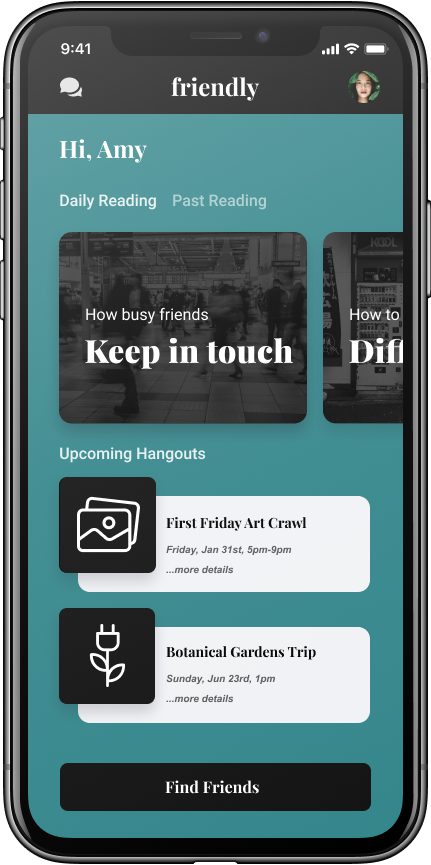 9:41
friendly
Hi, Amy
Daily Reading Past Reading
How busy friends
Keep in touch
How to
Diff
Upcoming Hangouts
First Friday Art Crawl
Friday, Jan 31st, 5pm-9pm
...more details
Botanical Gardens Trip
Sunday, Jun 23rd, 1pm
...more details
Find Friends